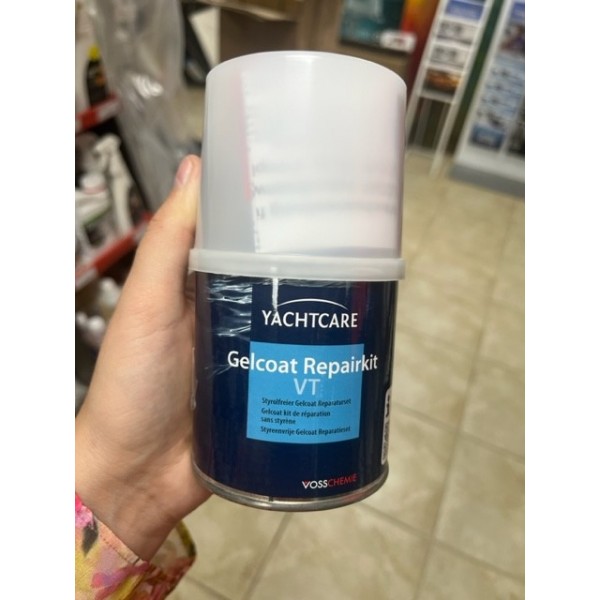 YACHTCARE
Gelcoat Repairkit
VT
Styrolfreier Gelcoat Reparaturset
Gelcoat kit de réparation
sans styrène
Styreenvrije Gelcoat Reparatieset
VOSSCHEMIE